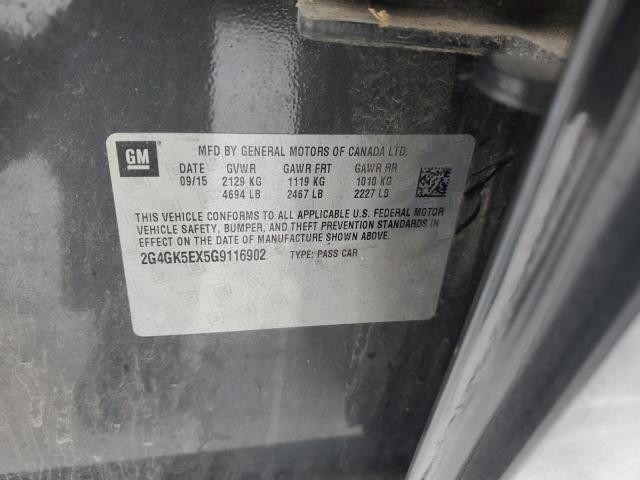 GM
MFD BY GENERAL MOTORS OF CANADA LTD.
DATE GVWR GAWR FRT GAWR RR
09/15 2129 KG 1119 KG 1010 KG
4694 LB 2467 LB 2227 LB
THIS VEHICLE CONFORMS TO ALL APPLICABLE U.S. FEDERAL MOTOR
VEHICLE SAFETY, BUMPER, AND THEFT PREVENTION STANDARDS IN
EFFECT ON THE DATE OF MANUFACTURE SHOWN ABOVE.
2G4GK5EX5G9116902 TYPE: PASS CAR